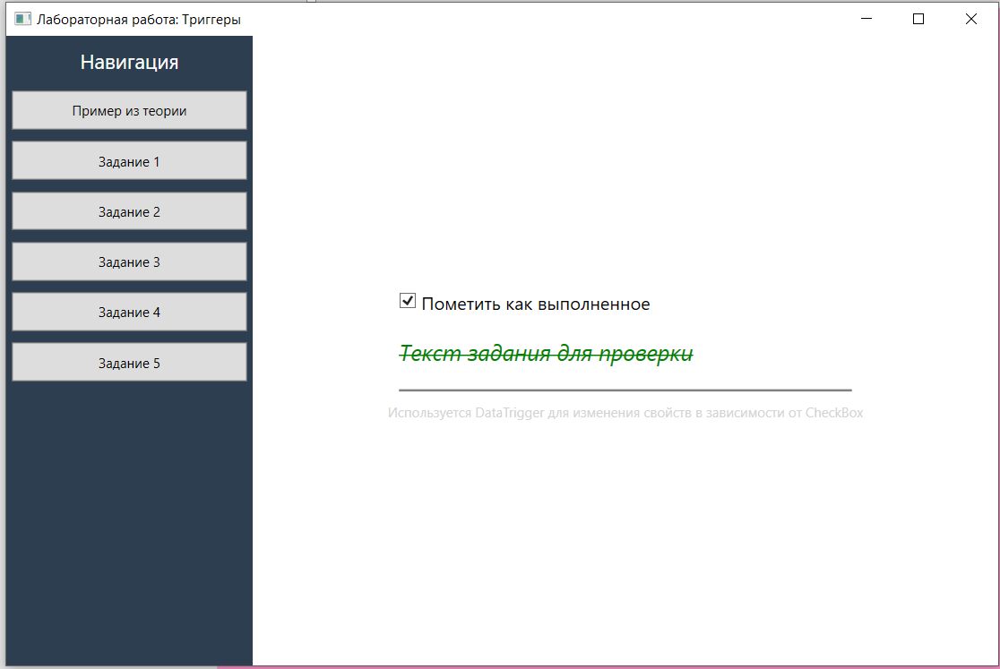 Лабораторная работа: Триггеры
Навигация
Пример из теории
Задание 1
Задание 2
Задание 3
Задание 4
Задание 5
Пометить как выполненное
Текст задания для проверки
Используется DataTrigger для изменения свойств в зависимости от CheckBox